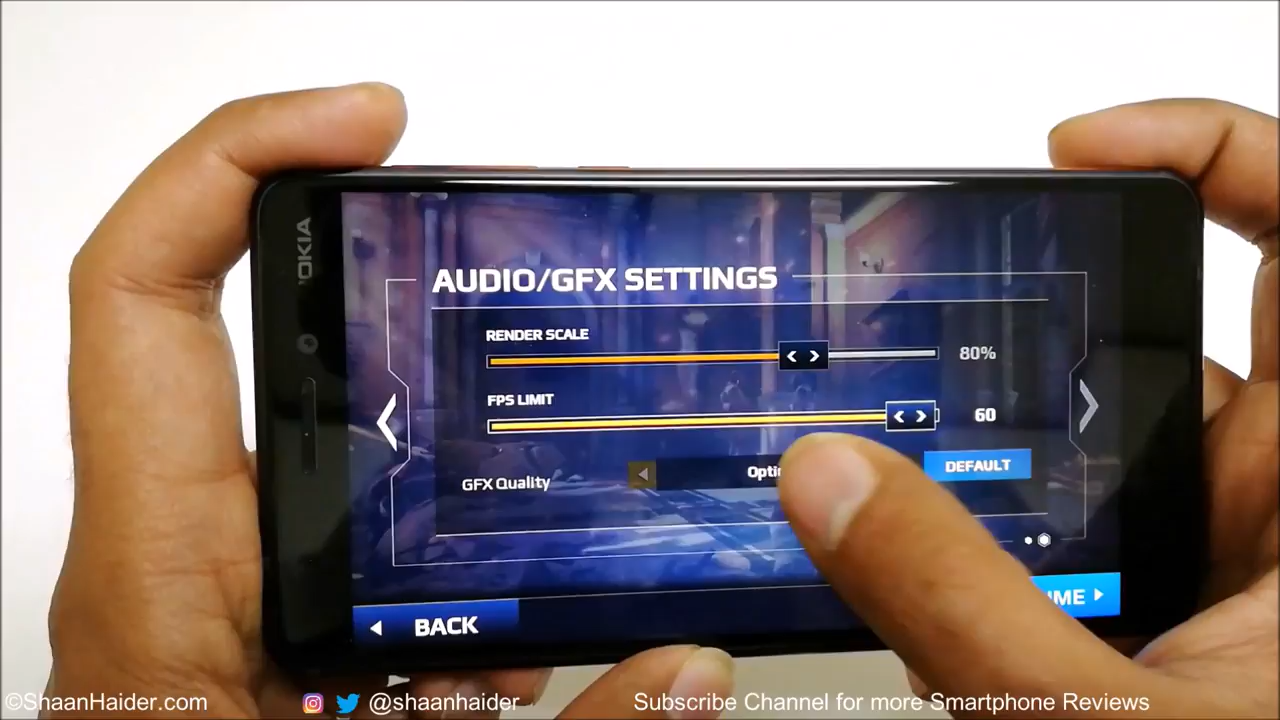 NOKIA
AUDIO/GFX SETTINGS
RENDER SCALE
80%
FPS LIMIT
60
GFX Quality
DEFAULT
BACK
©ShaanHaider.com
@shaanhaider
Subscribe Channel for more Smartphone Reviews